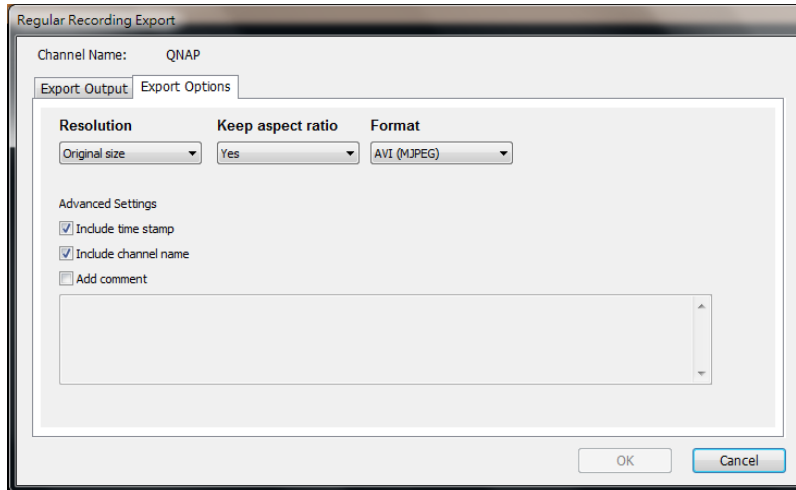 Regular Recording Export
Channel Name: QNAP
Export Output Export Options
Resolution Keep aspect ratio Format
Original size Yes AVI (MJPEG)
Advanced Settings
Include time stamp
Include channel name
Add comment
OK Cancel